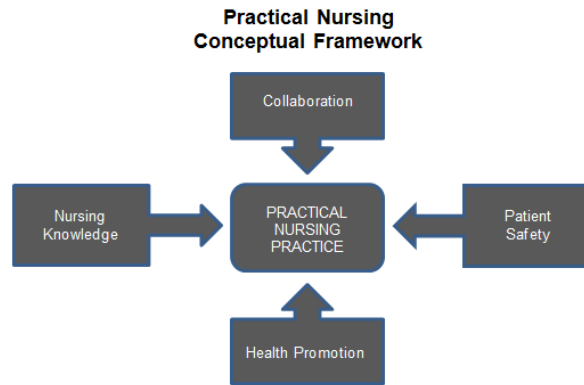 Practical Nursing
Conceptual Framework
Collaboration
Nursing
Knowledge
PRACTICAL
NURSING
PRACTICE
Patient
Safety
Health Promotion